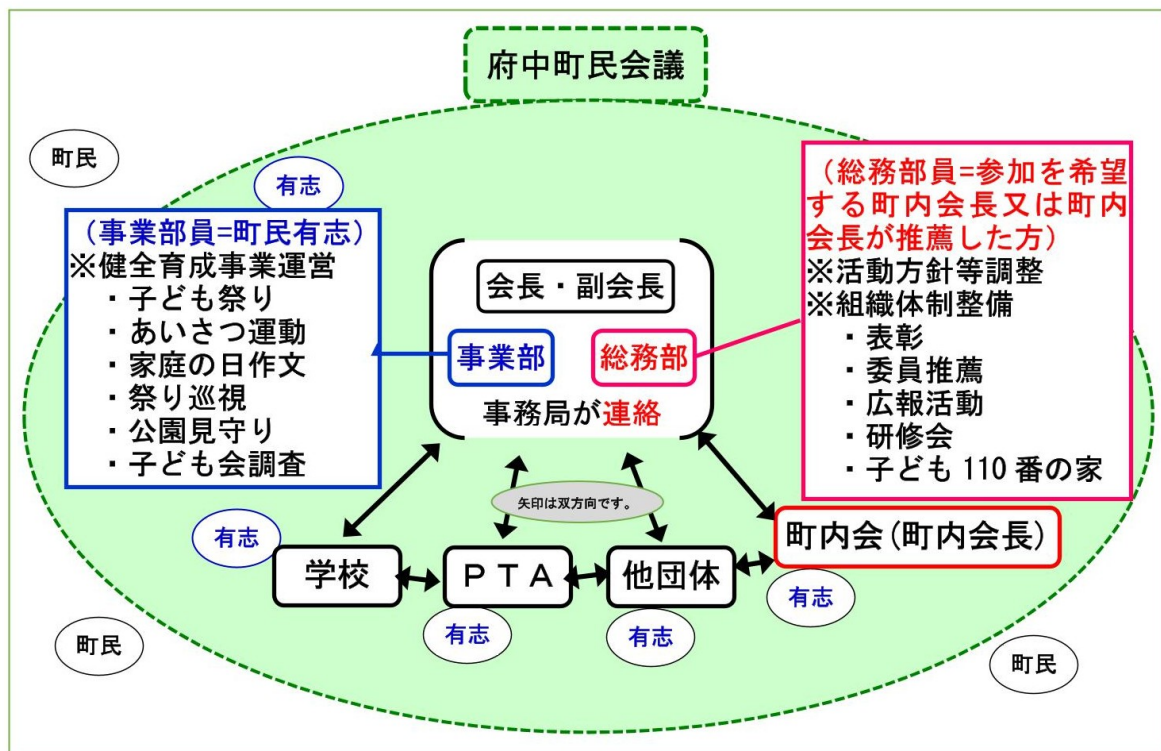 府中町民会議
町民
有志
（事業部員=町民有志）
※健全育成事業運営
・子ども祭り
・あいさつ運動
・家庭の日作文
・祭り巡視
・公園見守り
・子ども会調査
会長・副会長
事業部
総務部
事務局が連絡
（総務部員=参加を希望
する町内会長又は町内
会長が推薦した方）
※活動方針等調整
※組織体制整備
・表彰
・委員推薦
・広報活動
・研修会
・子ども110番の家
矢印は双方向です。
有志
学校
ＰＴＡ
他団体
町内会(町内会長)
有志
有志
有志
町民
町民